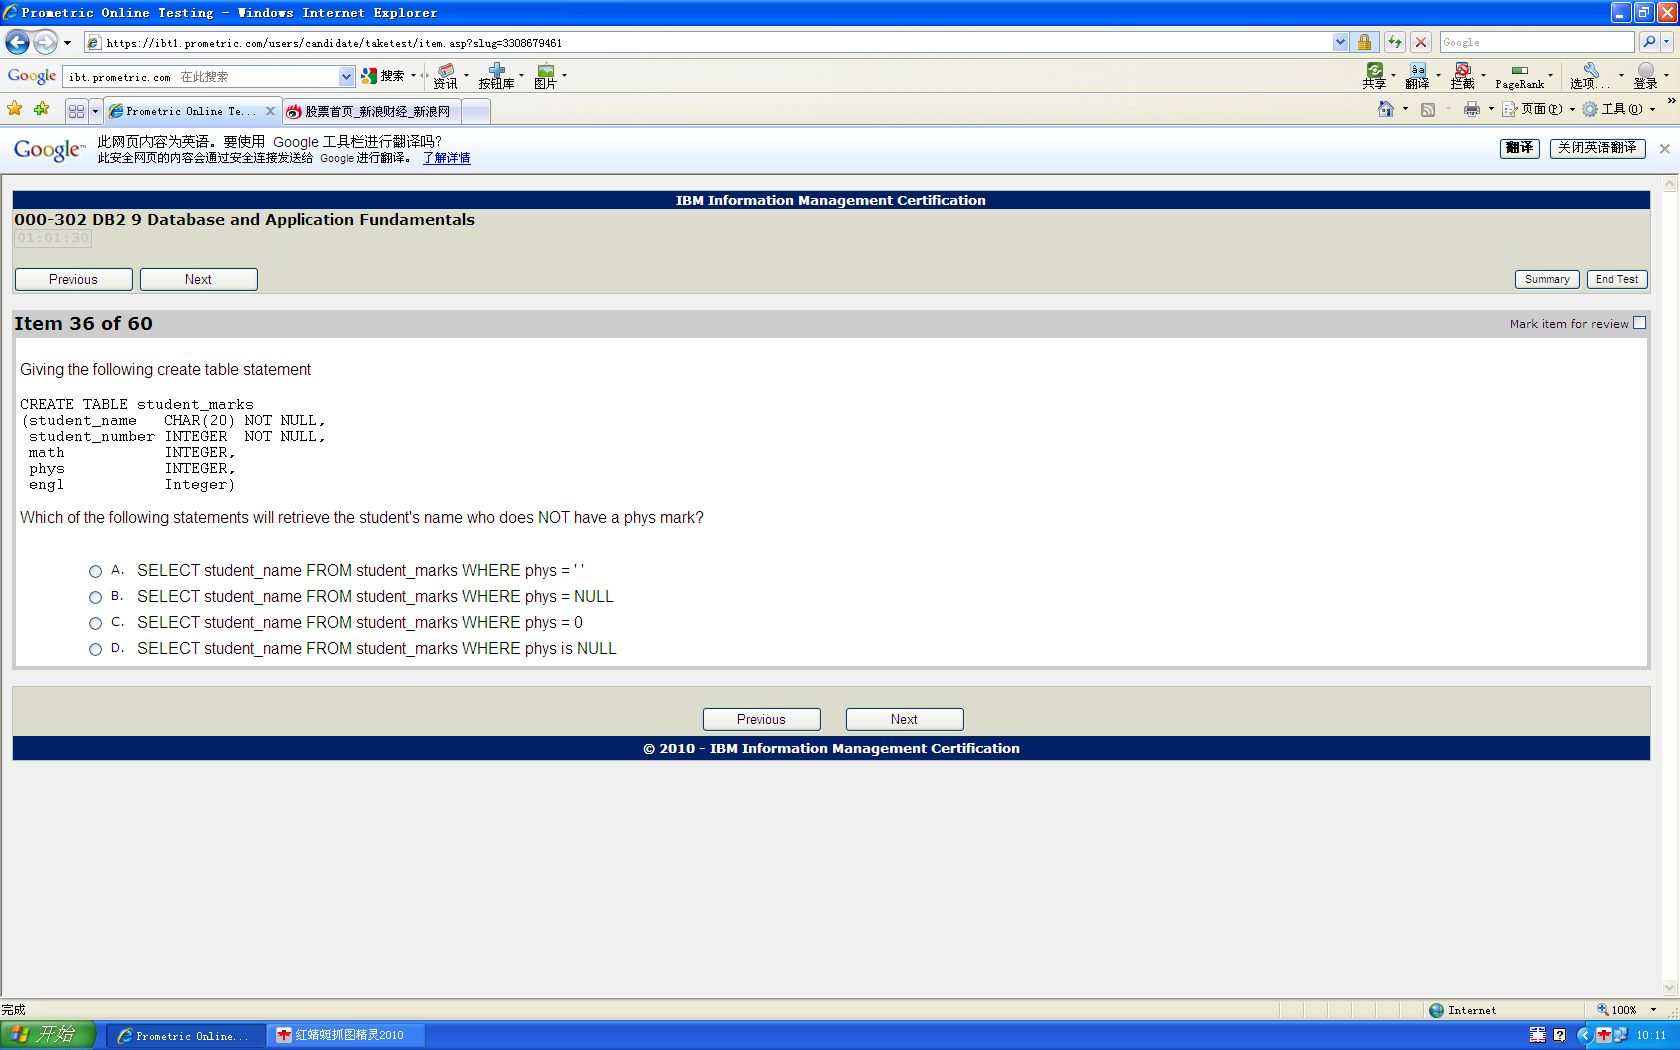 Prometric Online Testing - Windows Internet Explorer
https://ibt1.prometric.com/users/candidate/taketest/item.asp?slug=3308679461
Google
Google
ibt.prometric.com 在此搜索
搜索
资讯
按钮库
图片
共享
翻译
拦截
PageRank
选项...
登录
Prometric Online Te...
股票首页_新浪财经_新浪网
页面(P)
工具(O)
»
Google™
此网页内容为英语。要使用 Google 工具栏进行翻译吗?
此安全网页的内容会通过安全连接发送给 Google 进行翻译。 了解详情
翻译
关闭英语翻译
IBM Information Management Certification
000-302 DB2 9 Database and Application Fundamentals
01:01:30
Previous
Next
Summary
End Test
Item 36 of 60
Mark item for review
Giving the following create table statement
CREATE TABLE student_marks
(student_name CHAR(20) NOT NULL,
student_number INTEGER NOT NULL,
math INTEGER,
phys INTEGER,
engl Integer)
Which of the following statements will retrieve the student's name who does NOT have a phys mark?
A. SELECT student_name FROM student_marks WHERE phys = ' '
B. SELECT student_name FROM student_marks WHERE phys = NULL
C. SELECT student_name FROM student_marks WHERE phys = 0
D. SELECT student_name FROM student_marks WHERE phys is NULL
Previous
Next
© 2010 - IBM Information Management Certification
完成
Internet
100%
开始
Prometric Online...
红蜻蜓抓图精灵2010
10:11